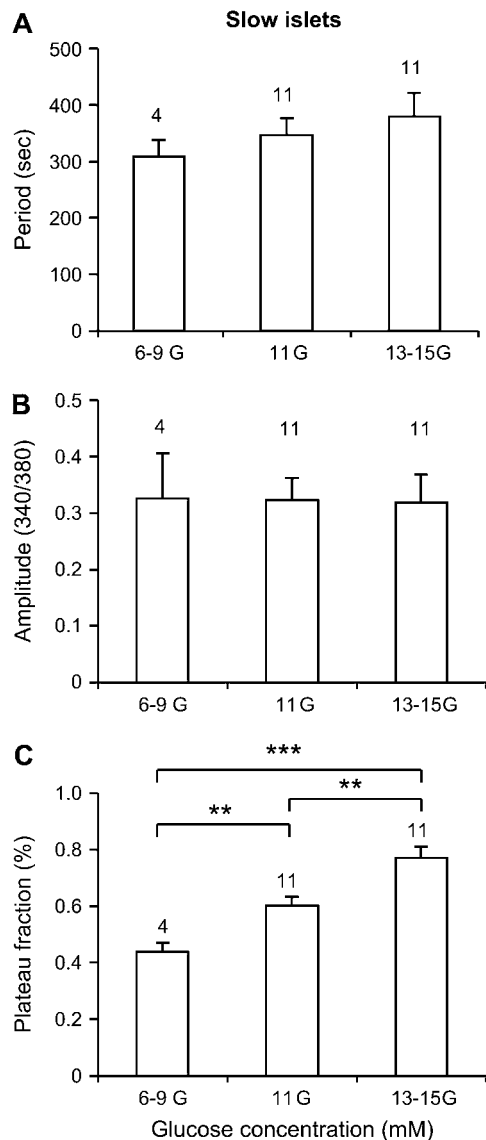 A
Slow islets
Period (sec)
500
400
300
200
100
0
4
11
11
6-9 G
11 G
13-15G
B
Amplitude (340/380)
0.5
0.4
0.3
0.2
0.1
0
4
11
11
6-9 G
11 G
13-15G
C
Plateau fraction (%)
1.0
0.8
0.6
0.4
0.2
0
***
**
**
4
11
11
6-9 G
11 G
13-15G
Glucose concentration (mM)